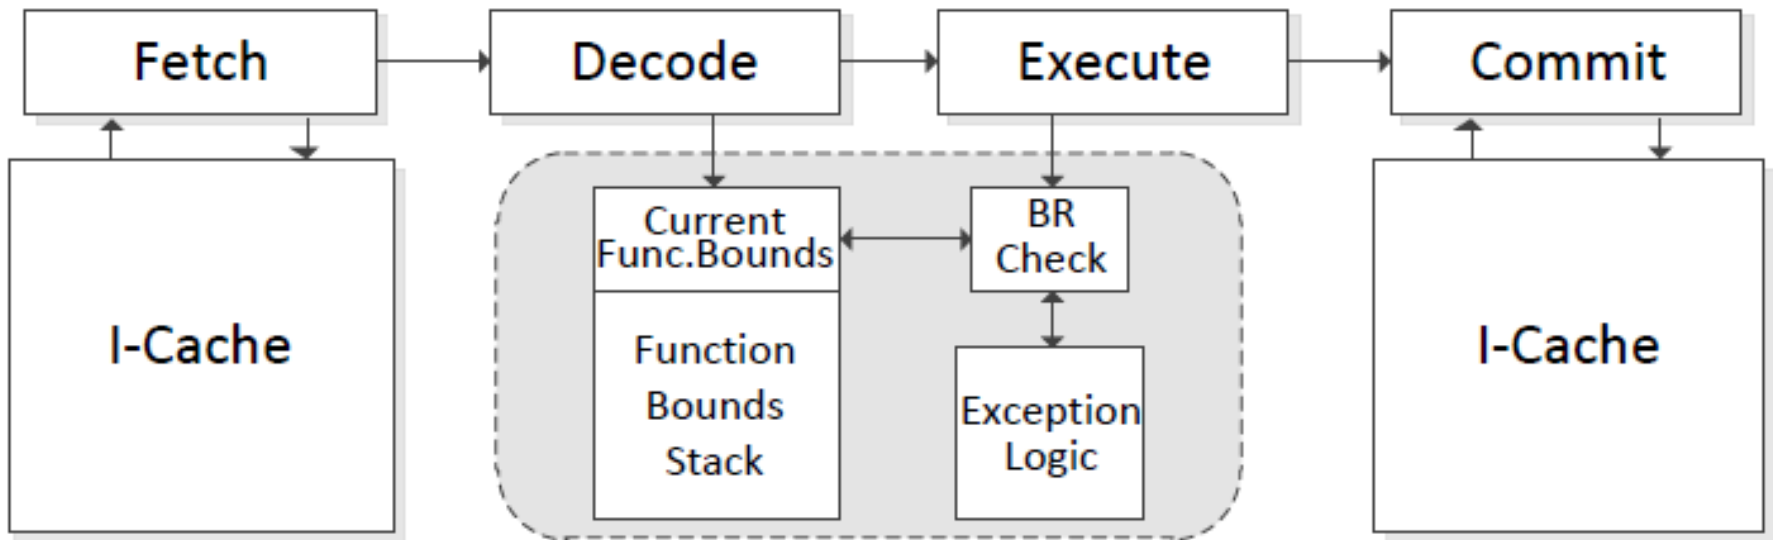 Fetch
Decode
Execute
Commit
I-Cache
Current
Func.Bounds
Function
Bounds
Stack
BR
Check
Exception
Logic
I-Cache